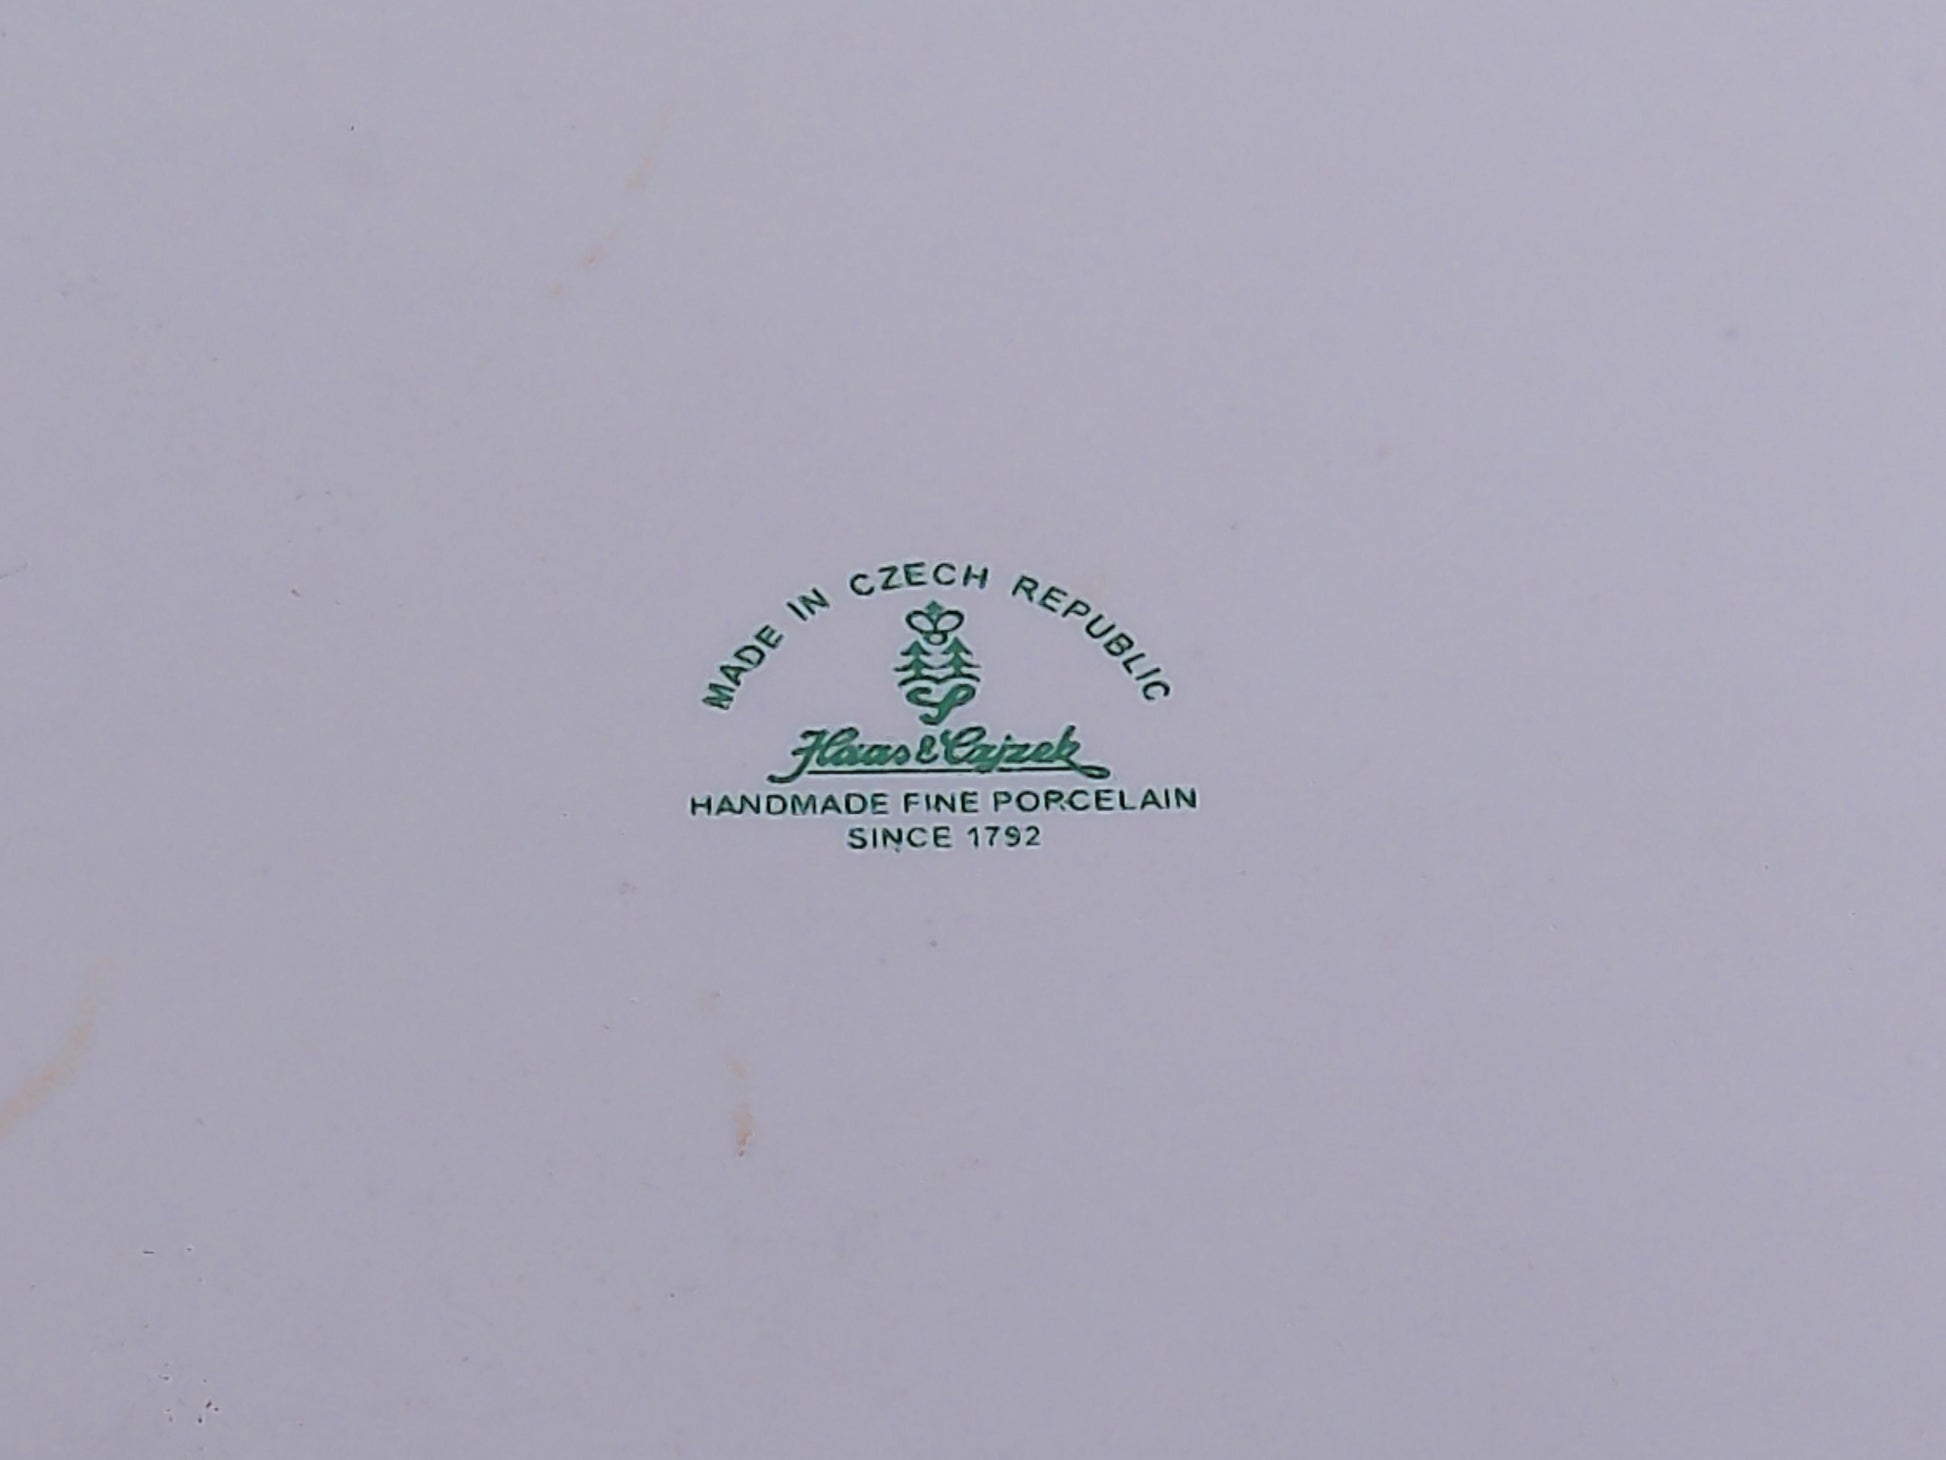 MADE IN CZECH REPUBLIC
Haas & Czjzek
HANDMADE FINE PORCELAIN
SINCE 1792